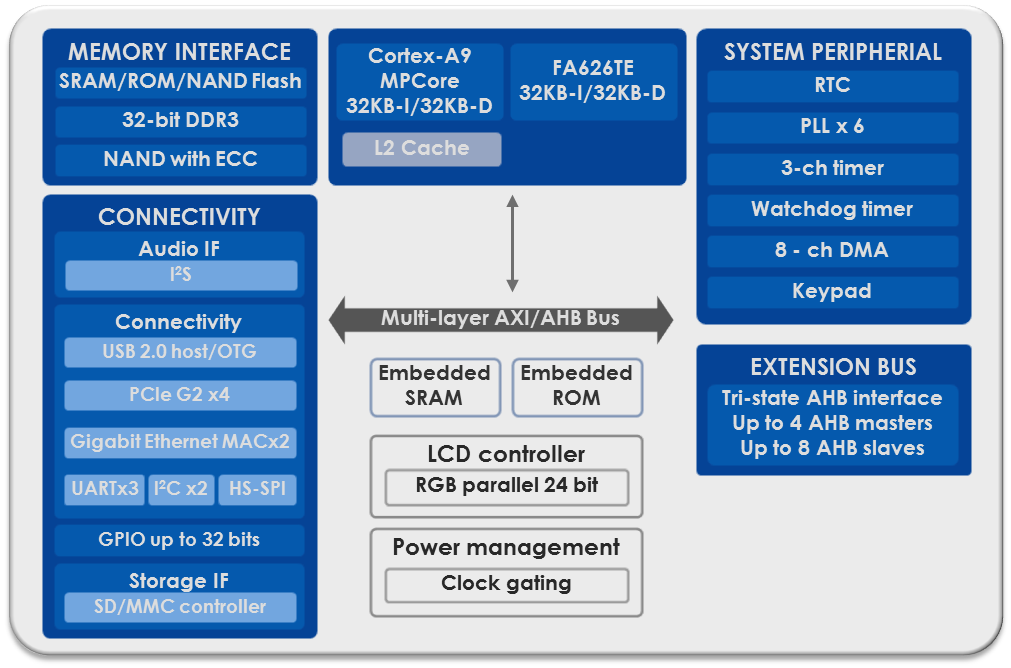 MEMORY INTERFACE
SRAM/ROM/NAND Flash
32-bit DDR3
NAND with ECC
CONNECTIVITY
Audio IF
I²S
Connectivity
USB 2.0 host/OTG
PCIe G2 x4
Gigabit Ethernet MACx2
UARTx3
I²C x2
HS-SPI
GPIO up to 32 bits
Storage IF
SD/MMC controller
Cortex-A9
MPCore
32KB-I/32KB-D
FA626TE
32KB-I/32KB-D
L2 Cache
Multi-layer AXI/AHB Bus
Embedded
SRAM
Embedded
ROM
LCD controller
RGB parallel 24 bit
Power management
Clock gating
SYSTEM PERIPHERIAL
RTC
PLL x 6
3-ch timer
Watchdog timer
8 - ch DMA
Keypad
EXTENSION BUS
Tri-state AHB interface
Up to 4 AHB masters
Up to 8 AHB slaves